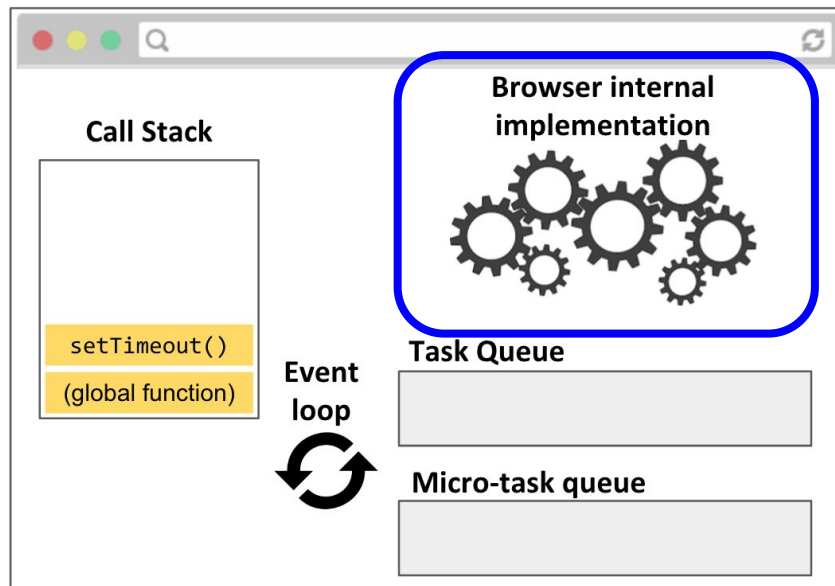 Browser internal
implementation
Call Stack
setTimeout()
(global function)
Event
loop
Task Queue
Micro-task queue